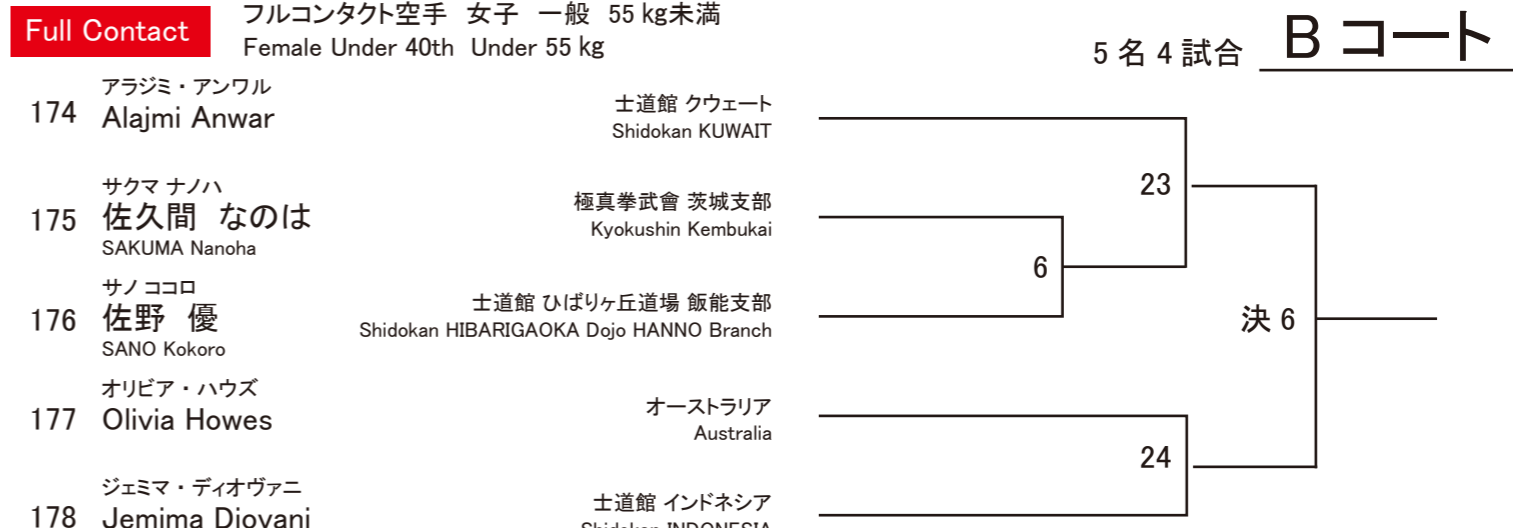 Full Contact
フルコンタクト空手 女子 一般 55 kg未満
Female Under 40th Under 55 kg
5 名 4 試合 B コート
アラジミ・アンワル
174 Alajmi Anwar
士道館 クウェート
Shidokan KUWAIT
サクマ ナノハ
175 佐久間 なのは
SAKUMA Nanoha
極真拳武會 茨城支部
Kyokushin Kembukai
サノ ココロ
176 佐野 優
SANO Kokoro
士道館 ひばりヶ丘道場 飯能支部
Shidokan HIBARIGAOKA Dojo HANNO Branch
オリビア・ハウズ
177 Olivia Howes
オーストラリア
Australia
ジェミマ・ディオヴァニ
178 Jemima Diovani
士道館 インドネシア
Shidokan INDONESIA
23
6
決 6
24